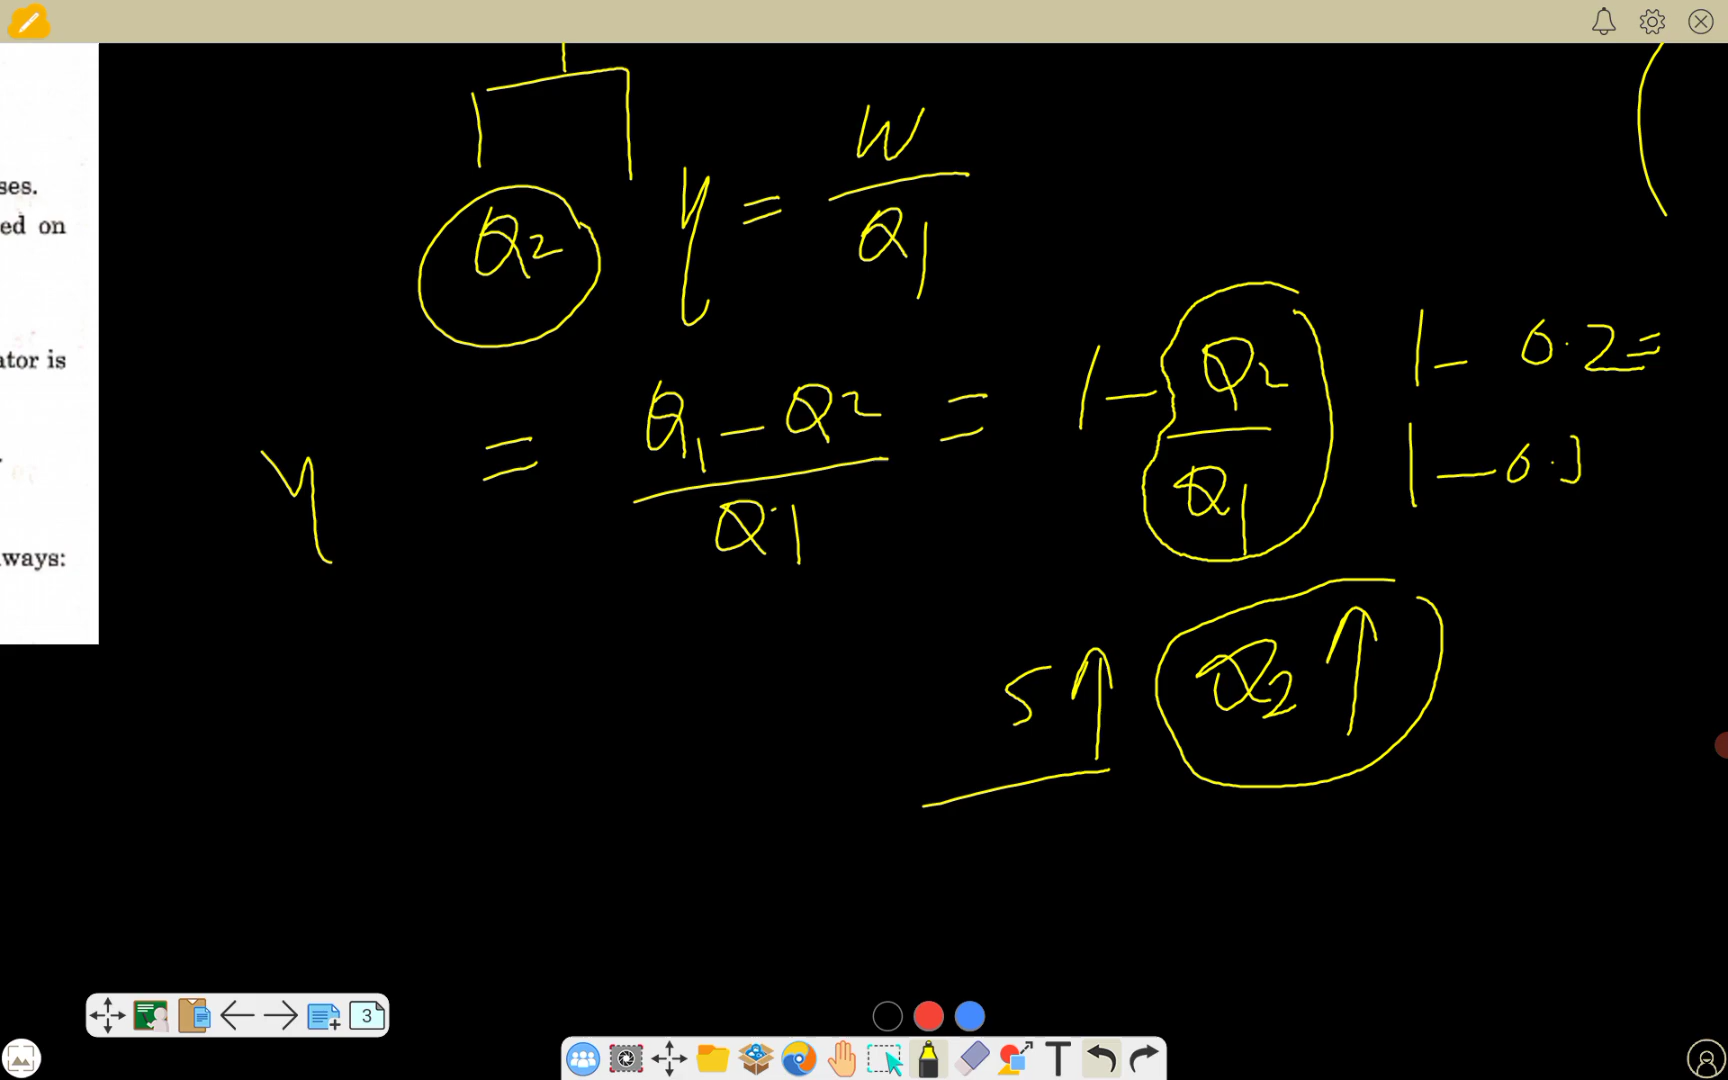 ses.
ed on
ator is
ways:
Q2
η = W / Q1
η = Q1 - Q2 / Q1 = 1 - Q2 / Q1
1 - 0.2 =
1 - 0.3
S↑ Q2↑
3
T